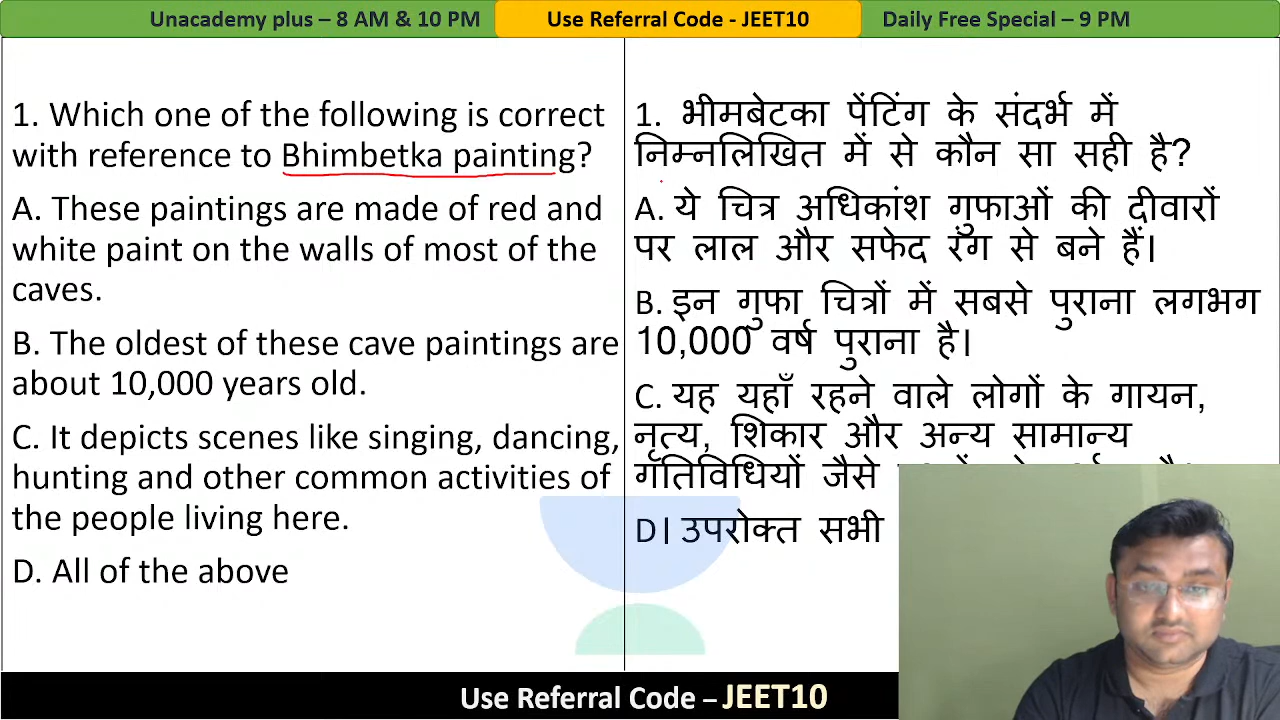 Unacademy plus – 8 AM & 10 PM
Use Referral Code - JEET10
Daily Free Special – 9 PM
1. Which one of the following is correct
with reference to Bhimbetka painting?
A. These paintings are made of red and
white paint on the walls of most of the
caves.
B. The oldest of these cave paintings are
about 10,000 years old.
C. It depicts scenes like singing, dancing,
hunting and other common activities of
the people living here.
D. All of the above
1. भीमबेटका पेंटिंग के संदर्भ में
निम्नलिखित में से कौन सा सही है?
A. ये चित्र अधिकांश गुफाओं की दीवारों
पर लाल और सफेद रंग से बने हैं।
B. इन गुफा चित्रों में सबसे पुराना लगभग
10,000 वर्ष पुराना है।
C. यह यहाँ रहने वाले लोगों के गायन,
नृत्य, शिकार और अन्य सामान्य
गतिविधियों जैसे
D। उपरोक्त सभी
Use Referral Code – JEET10